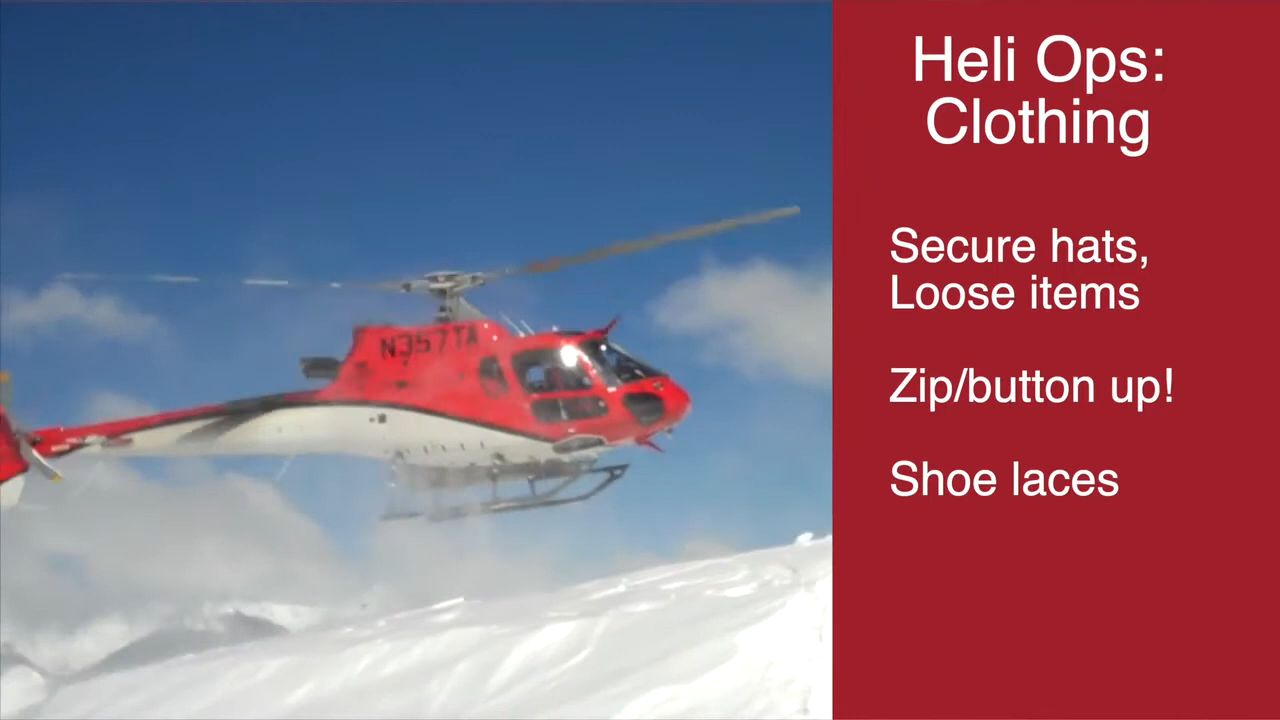 Heli Ops:
Clothing
Secure hats,
Loose items
Zip/button up!
Shoe laces
N357TA